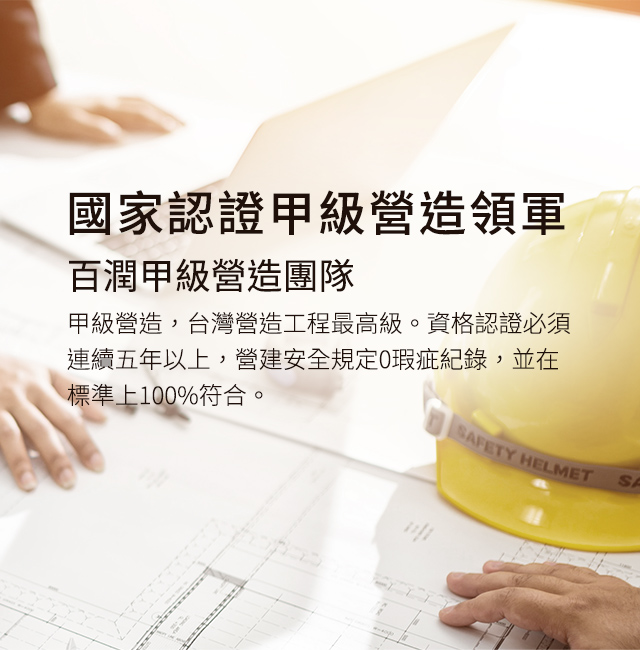 國家認證甲級營造領軍
百潤甲級營造團隊
甲級營造，台灣營造工程最高級。資格認證必須
連續五年以上，營建安全規定0瑕疵紀錄，並在
標準上100%符合。
SAFETY HELMET SA